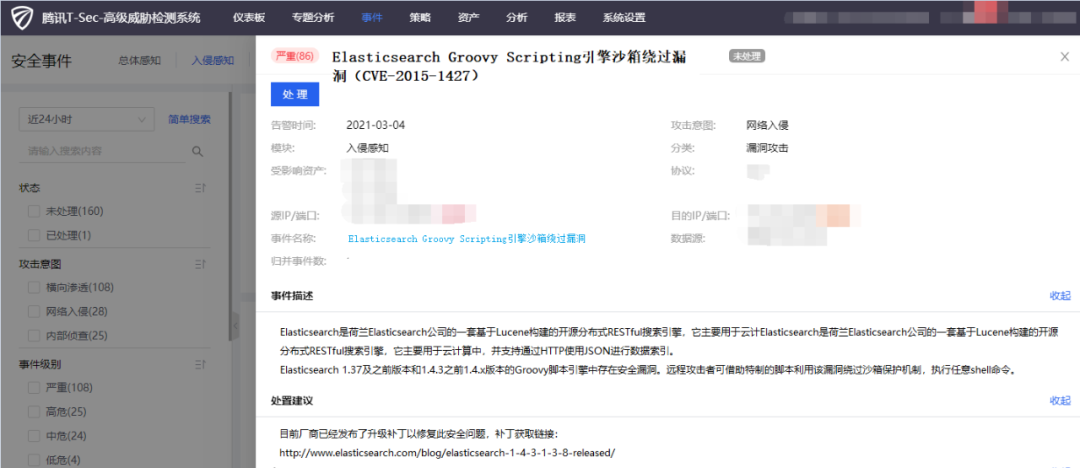 腾讯T-Sec-高级威胁检测系统 仪表板 专题分析 事件 策略 资产 分析 报表 系统设置
安全事件 总体感知 入侵感知
近24小时 简单搜索
请输入搜索内容
状态
未处理(160)
已处理(1)
攻击意图
横向渗透(108)
网络入侵(28)
内部侦查(25)
事件级别
严重(108)
高危(25)
中危(24)
低危(4)
严重(86) Elasticsearch Groovy Scripting引擎沙箱绕过漏 未处理
洞（CVE-2015-1427）
处 理
告警时间: 2021-03-04 攻击意图: 网络入侵
模块: 入侵感知 分类: 漏洞攻击
受影响资产: 协议:
源IP/端口: 目的IP/端口:
事件名称: Elasticsearch Groovy Scripting引擎沙箱绕过漏洞 数据源:
归并事件数:
事件描述 收起
Elasticsearch是荷兰Elasticsearch公司的一套基于Lucene构建的开源分布式RESTful搜索引擎，它主要用于云计Elasticsearch是荷兰Elasticsearch公司的一套基于Lucene构建的开源
分布式RESTful搜索引擎，它主要用于云计算中，并支持通过HTTP使用JSON进行数据索引。
Elasticsearch 1.37及之前版本和1.4.3之前1.4.x版本的Groovy脚本引擎中存在安全漏洞。远程攻击者可借助特制的脚本利用该漏洞绕过沙箱保护机制，执行任意shell命令。
处置建议 收起
目前厂商已经发布了升级补丁以修复此安全问题，补丁获取链接：
http://www.elasticsearch.com/blog/elasticsearch-1-4-3-1-3-8-released/